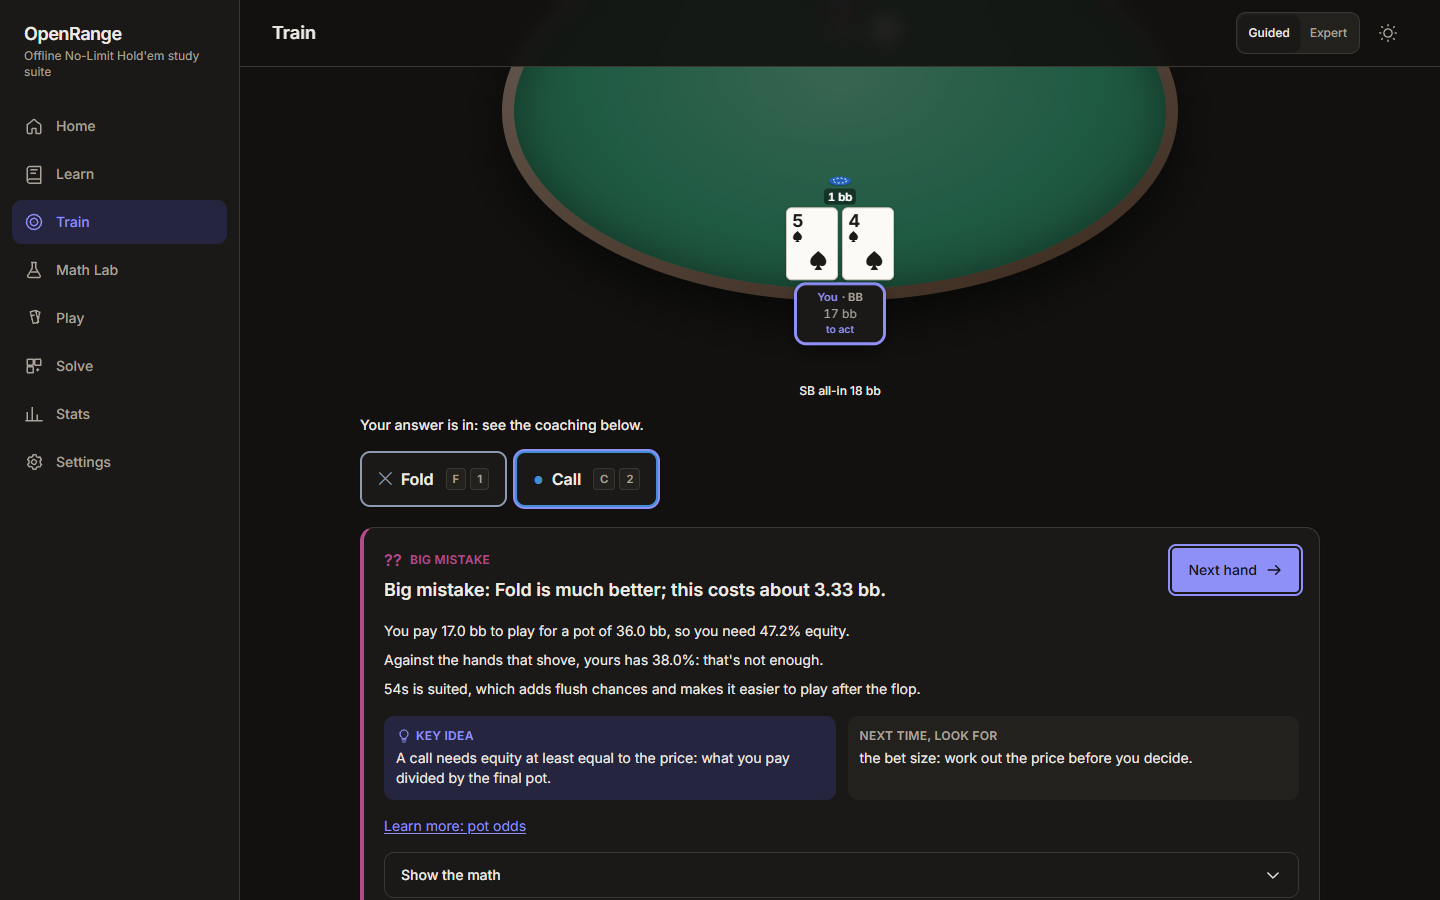 OpenRange
Offline No-Limit Hold'em study
suite
Home
Learn
Train
Math Lab
Play
Solve
Stats
Settings
Train
Guided
Expert
1 bb
5
4
You · BB
17 bb
to act
SB all-in 18 bb
Your answer is in: see the coaching below.
Fold F 1
Call C 2
?? BIG MISTAKE
Next hand
Big mistake: Fold is much better; this costs about 3.33 bb.
You pay 17.0 bb to play for a pot of 36.0 bb, so you need 47.2% equity.
Against the hands that shove, yours has 38.0%: that's not enough.
54s is suited, which adds flush chances and makes it easier to play after the flop.
KEY IDEA
A call needs equity at least equal to the price: what you pay
divided by the final pot.
NEXT TIME, LOOK FOR
the bet size: work out the price before you decide.
Learn more: pot odds
Show the math